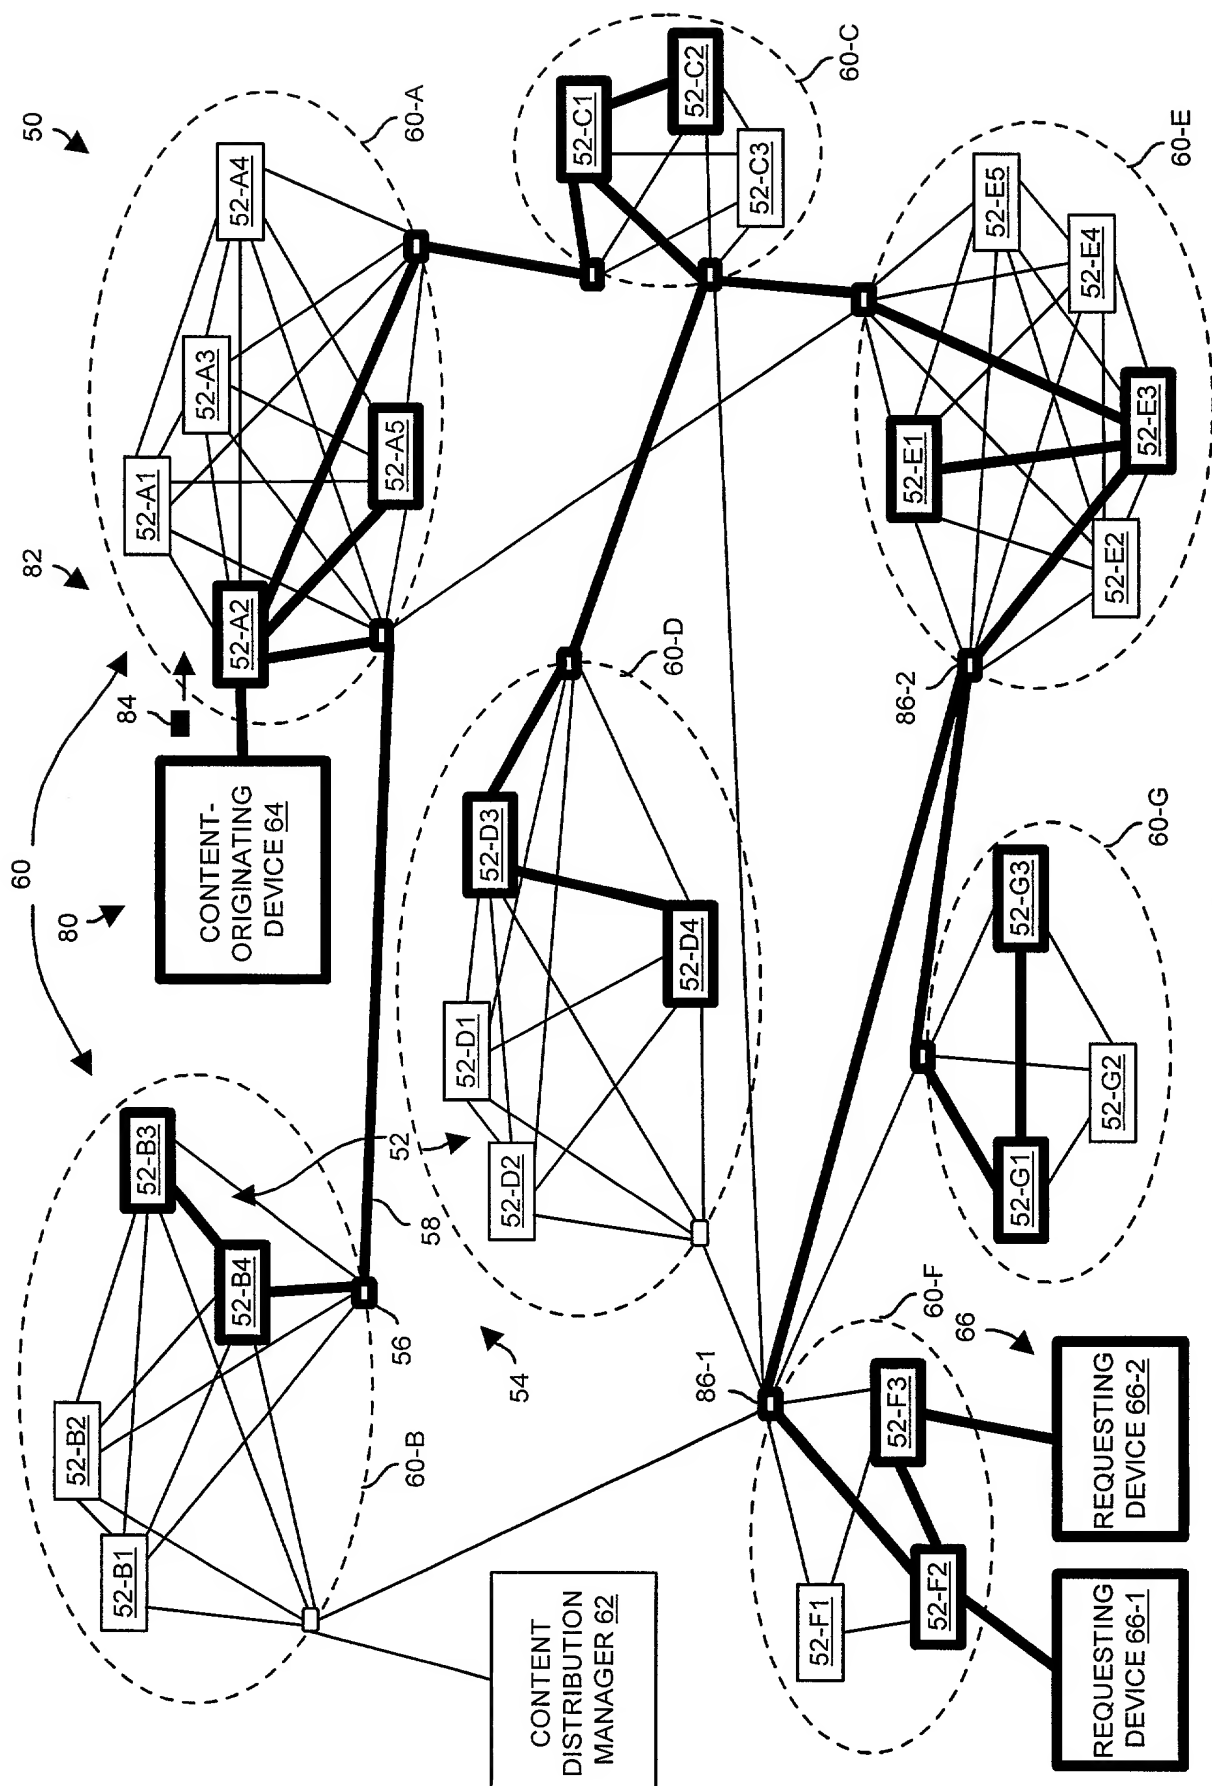 50
82
60
80
84
CONTENT-
ORIGINATING
DEVICE 64
52-A1
52-A2
52-A3
52-A4
52-A5
60-A
52-B1
52-B2
52-B3
52-B4
60-B
56
58
52
54
CONTENT
DISTRIBUTION
MANAGER 62
52-C1
52-C2
52-C3
60-C
52-D1
52-D2
52-D3
52-D4
60-D
52-E1
52-E2
52-E3
52-E4
52-E5
60-E
86-2
86-1
52-F1
52-F2
52-F3
60-F
52-G1
52-G2
52-G3
60-G
66
REQUESTING
DEVICE 66-1
REQUESTING
DEVICE 66-2